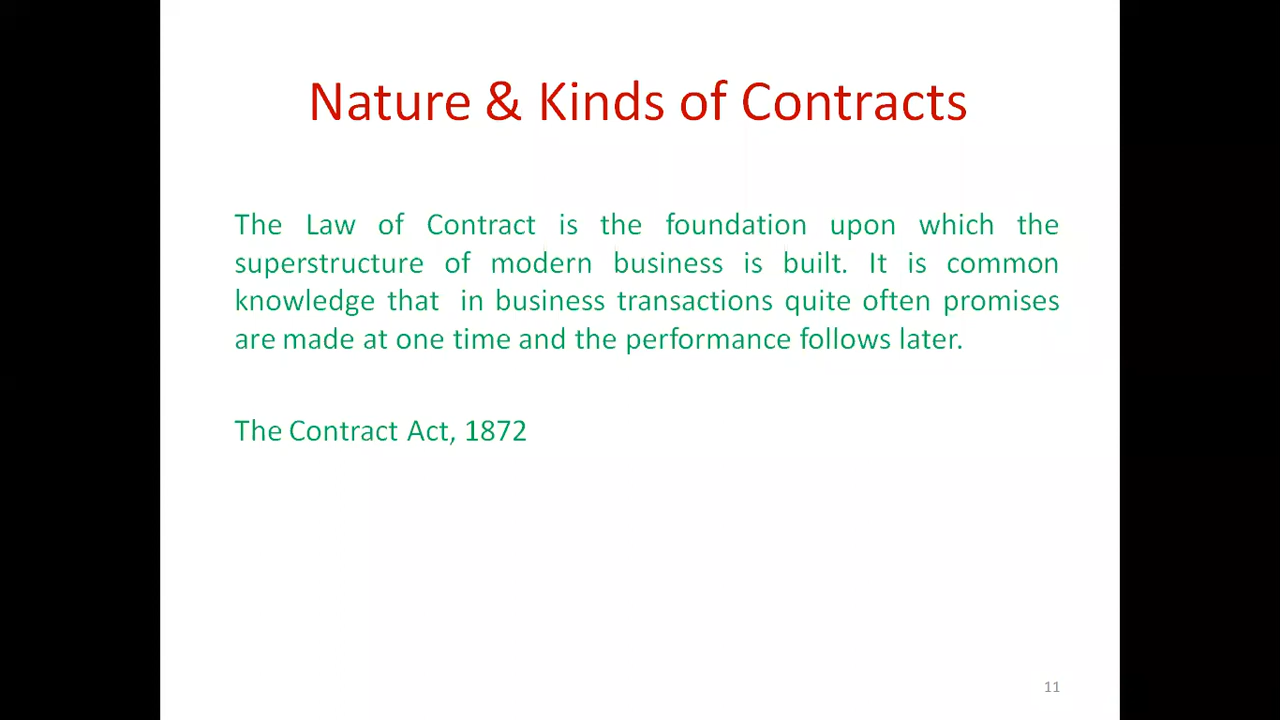 Nature & Kinds of Contracts
The Law of Contract is the foundation upon which the
superstructure of modern business is built. It is common
knowledge that in business transactions quite often promises
are made at one time and the performance follows later.
The Contract Act, 1872
11